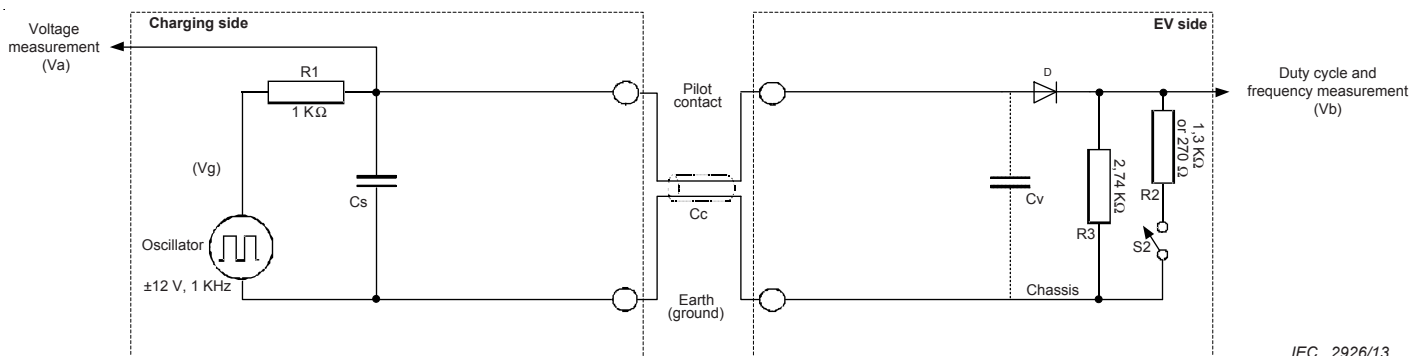 Charging side
EV side
Voltage
measurement
(Va)
R1
1 KΩ
Pilot
contact
D
Duty cycle and
frequency measurement
(Vb)
(Vg)
Cs
Cc
Cv
2,74 KΩ
R3
1,3 KΩ
or 270 Ω
R2
S2
Oscillator
±12 V, 1 KHz
Earth
(ground)
Chassis
IEC 2926/13